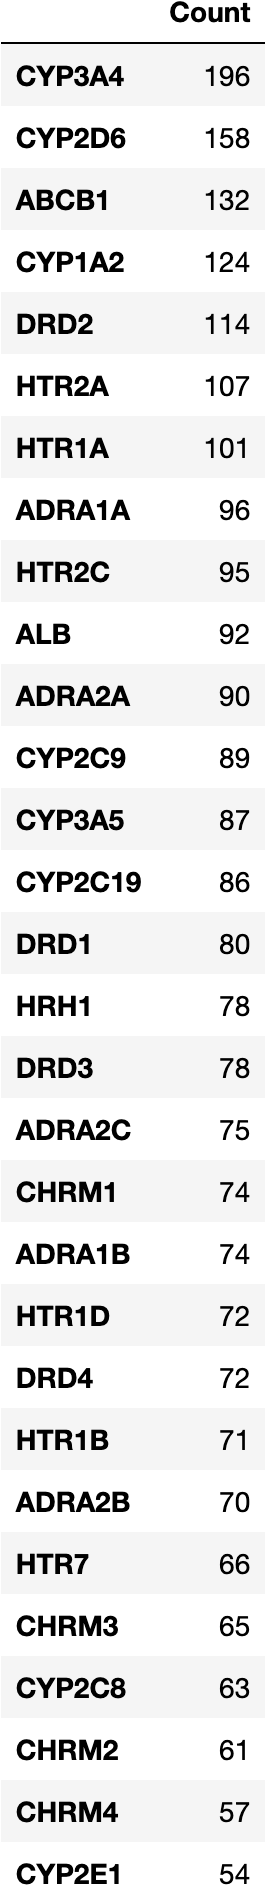 Count
CYP3A4 196
CYP2D6 158
ABCB1 132
CYP1A2 124
DRD2 114
HTR2A 107
HTR1A 101
ADRA1A 96
HTR2C 95
ALB 92
ADRA2A 90
CYP2C9 89
CYP3A5 87
CYP2C19 86
DRD1 80
HRH1 78
DRD3 78
ADRA2C 75
CHRM1 74
ADRA1B 74
HTR1D 72
DRD4 72
HTR1B 71
ADRA2B 70
HTR7 66
CHRM3 65
CYP2C8 63
CHRM2 61
CHRM4 57
CYP2E1 54